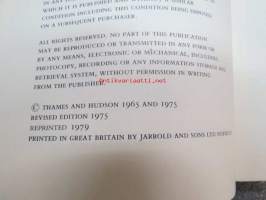 IN ANY
WHICH IT IS PUBLISHED AND
CONDITION INCLUDING THIS CONDITION BEING IMPOSED
ON A SUBSEQUENT PURCHASER.
ALL RIGHTS RESERVED. NO PART OF THIS PUBLICATION
MAY BE REPRODUCED OR TRANSMITTED IN ANY FORM OR
BY ANY MEANS, ELECTRONIC OR MECHANICAL, INCLUDING
PHOTOCOPY, RECORDING OR ANY INFORMATION STORAGE AND
RETRIEVAL SYSTEM, WITHOUT PERMISSION IN WRITING
FROM THE PUBLISHER.
© THAMES AND HUDSON 1965 AND 1975
REVISED EDITION 1975
REPRINTED 1979
PRINTED IN GREAT BRITAIN BY JARROLD AND SONS LTD